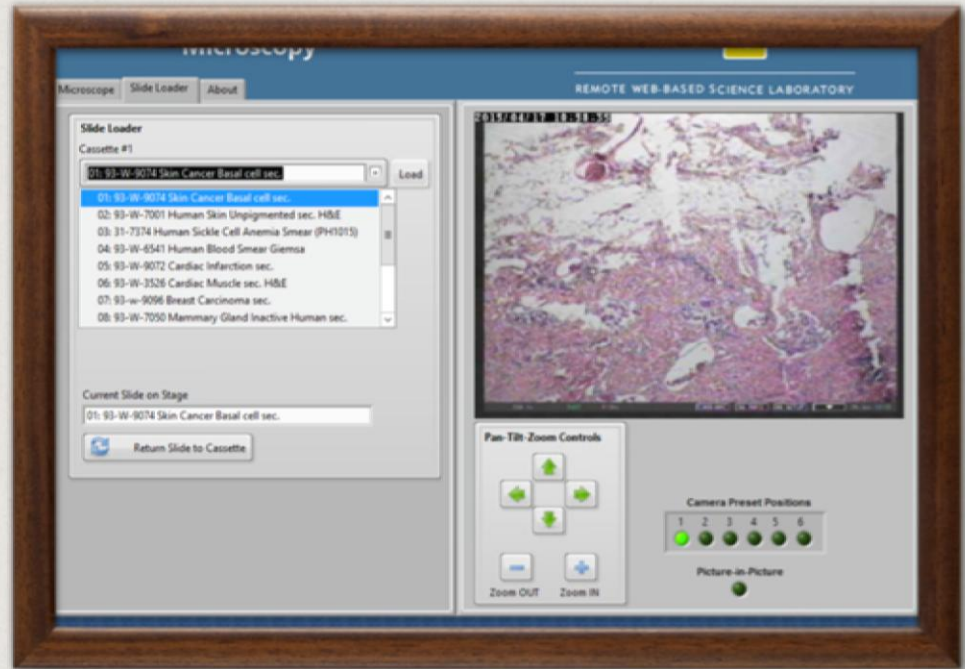 Microscopy
Microscope
Slide Loader
About
REMOTE WEB-BASED SCIENCE LABORATORY
Slide Loader
Cassette #1
01: 93-W-9074 Skin Cancer Basal cell sec.
Load
01: 93-W-9074 Skin Cancer Basal cell sec.
02: 93-W-7001 Human Skin Unpigmented sec. H&E
03: 31-7374 Human Sickle Cell Anemia Smear (PH1015)
04: 93-W-6541 Human Blood Smear Giemsa
05: 93-W-9072 Cardiac Infarction sec.
06: 93-W-3526 Cardiac Muscle sec. H&E
07: 93-w-9096 Breast Carcinoma sec.
08: 93-W-7050 Mammary Gland Inactive Human sec.
Current Slide on Stage
01: 93-W-9074 Skin Cancer Basal cell sec.
Return Slide to Cassette
2015/04/17 10:50:35
Pan-Tilt-Zoom Controls
Zoom OUT
Zoom IN
Camera Preset Positions
1 2 3 4 5 6
Picture-in-Picture